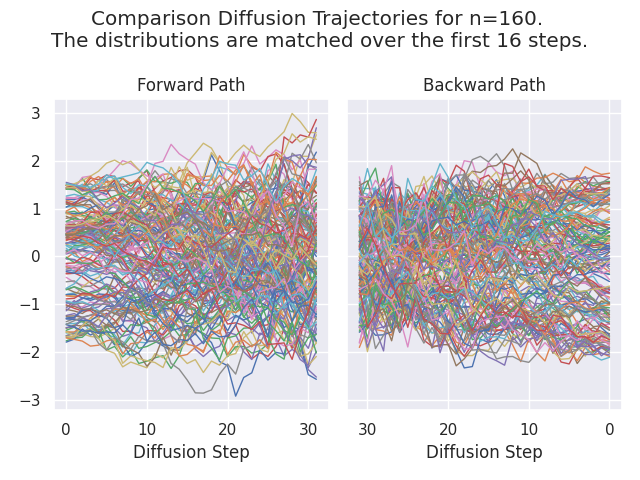 Comparison Diffusion Trajectories for n=160.
The distributions are matched over the first 16 steps.
Forward Path
Backward Path
3
2
1
0
−1
−2
−3
0
10
20
30
30
20
10
0
Diffusion Step
Diffusion Step